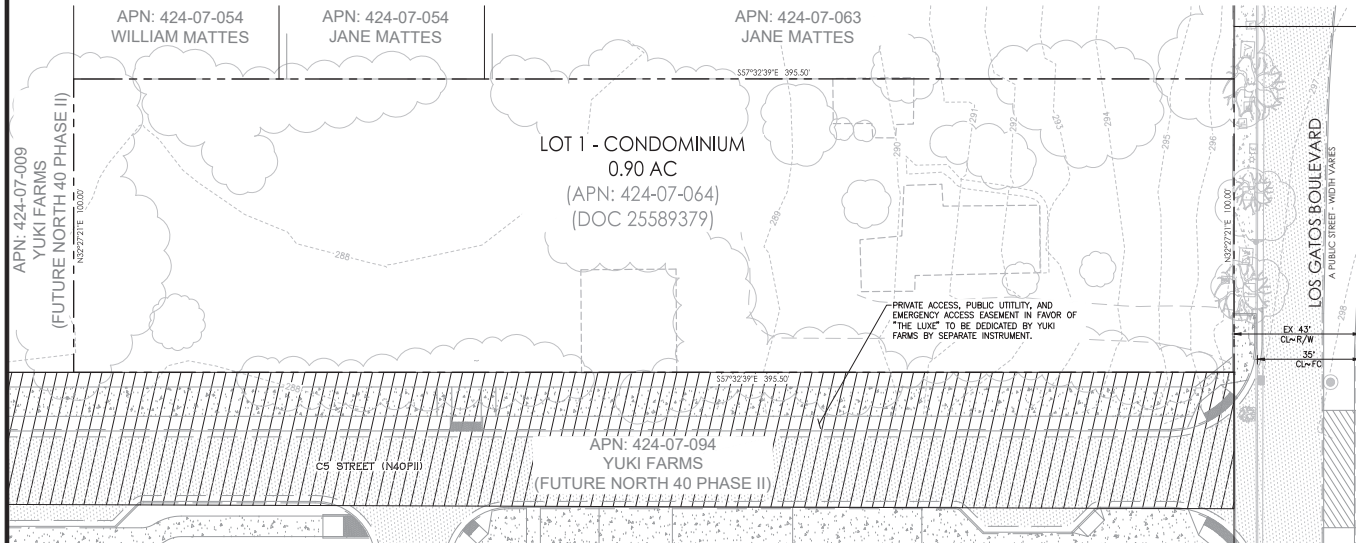 APN: 424-07-054
WILLIAM MATTES
APN: 424-07-054
JANE MATTES
APN: 424-07-063
JANE MATTES
S57°32'39"E 395.50'
APN: 424-07-009
YUKI FARMS
(FUTURE NORTH 40 PHASE II)
N32°27'21"E 100.00'
LOT 1 - CONDOMINIUM
0.90 AC
(APN: 424-07-064)
(DOC 25589379)
288
289
290
291
292
293
294
295
296
297
298
N32°27'21"E 100.00'
LOS GATOS BOULEVARD
A PUBLIC STREET - WIDTH VARIES
PRIVATE ACCESS, PUBLIC UTITLITY, AND
EMERGENCY ACCESS EASEMENT IN FAVOR OF
"THE LUXE" TO BE DEDICATED BY YUKI
FARMS BY SEPARATE INSTRUMENT.
EX 43'
CL~R/W
35'
CL~FC
288
S57°32'39"E 395.50'
C5 STREET (N40PII)
APN: 424-07-094
YUKI FARMS
(FUTURE NORTH 40 PHASE II)